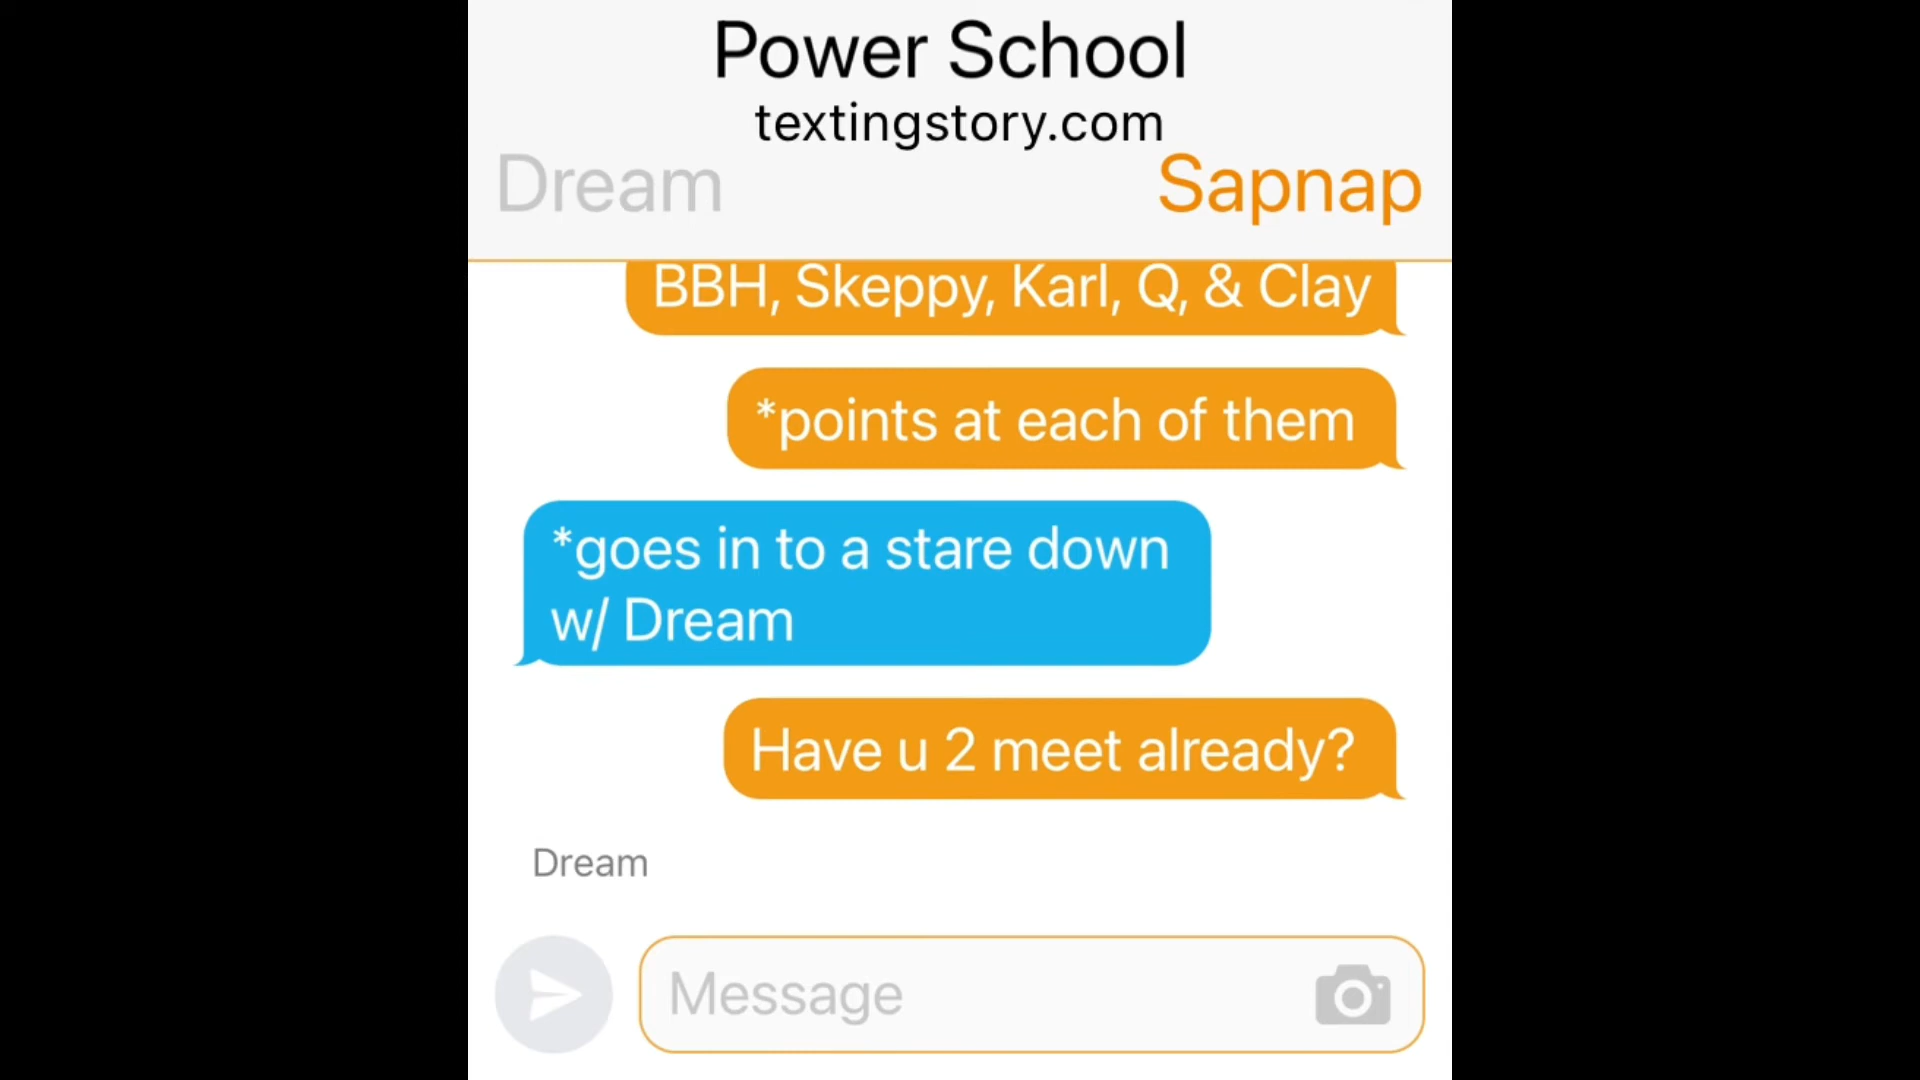 Power School
textingstory.com
Dream
Sapnap
BBH, Skeppy, Karl, Q, & Clay
*points at each of them
*goes in to a stare down
w/ Dream
Have u 2 meet already?
Dream
Message